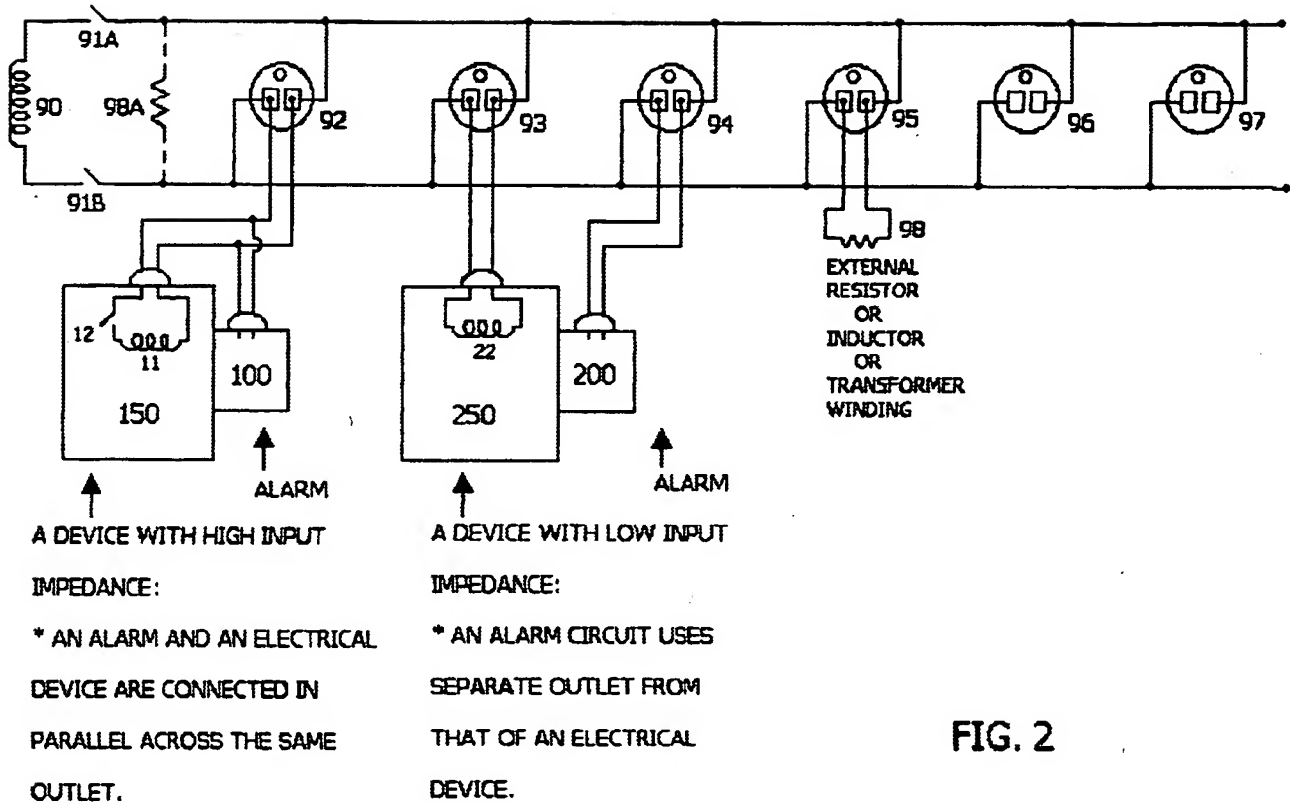 91A
90
98A
92
93
94
95
96
97
91B
98
EXTERNAL
RESISTOR
OR
INDUCTOR
OR
TRANSFORMER
WINDING
12
11
100
150
22
200
250
ALARM
ALARM
A DEVICE WITH HIGH INPUT
IMPEDANCE:
* AN ALARM AND AN ELECTRICAL
DEVICE ARE CONNECTED IN
PARALLEL ACROSS THE SAME
OUTLET.
A DEVICE WITH LOW INPUT
IMPEDANCE:
* AN ALARM CIRCUIT USES
SEPARATE OUTLET FROM
THAT OF AN ELECTRICAL
DEVICE.
FIG. 2